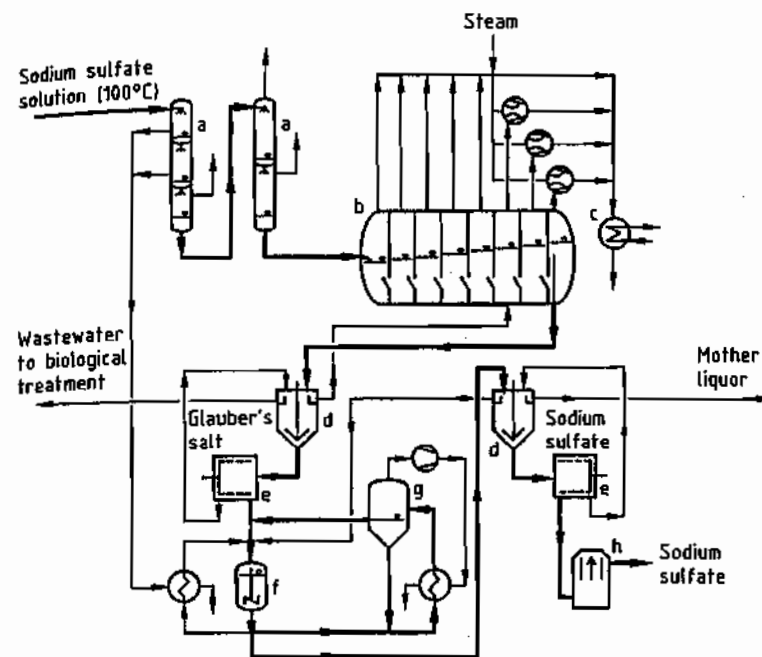 Steam
Sodium sulfate
solution (100°C)
a
a
b
c
Wastewater
to biological
treatment
Mother
liquor
Glauber's
salt
d
d
Sodium
sulfate
e
g
e
f
h
Sodium
sulfate